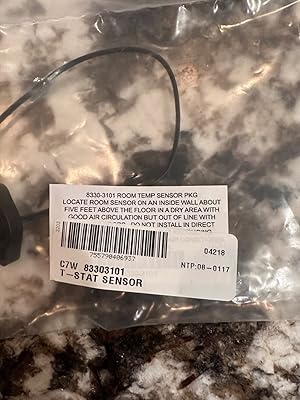 8330-3101 ROOM TEMP SENSOR PKG
LOCATE ROOM SENSOR ON AN INSIDE WALL ABOUT
FIVE FEET ABOVE THE FLOOR IN A DRY AREA WITH
GOOD AIR CIRCULATION BUT OUT OF LINE WITH
DO NOT INSTALL IN DIRECT
755790406937
04218
C7W 83303101
NTP:08-0117
T-STAT SENSOR